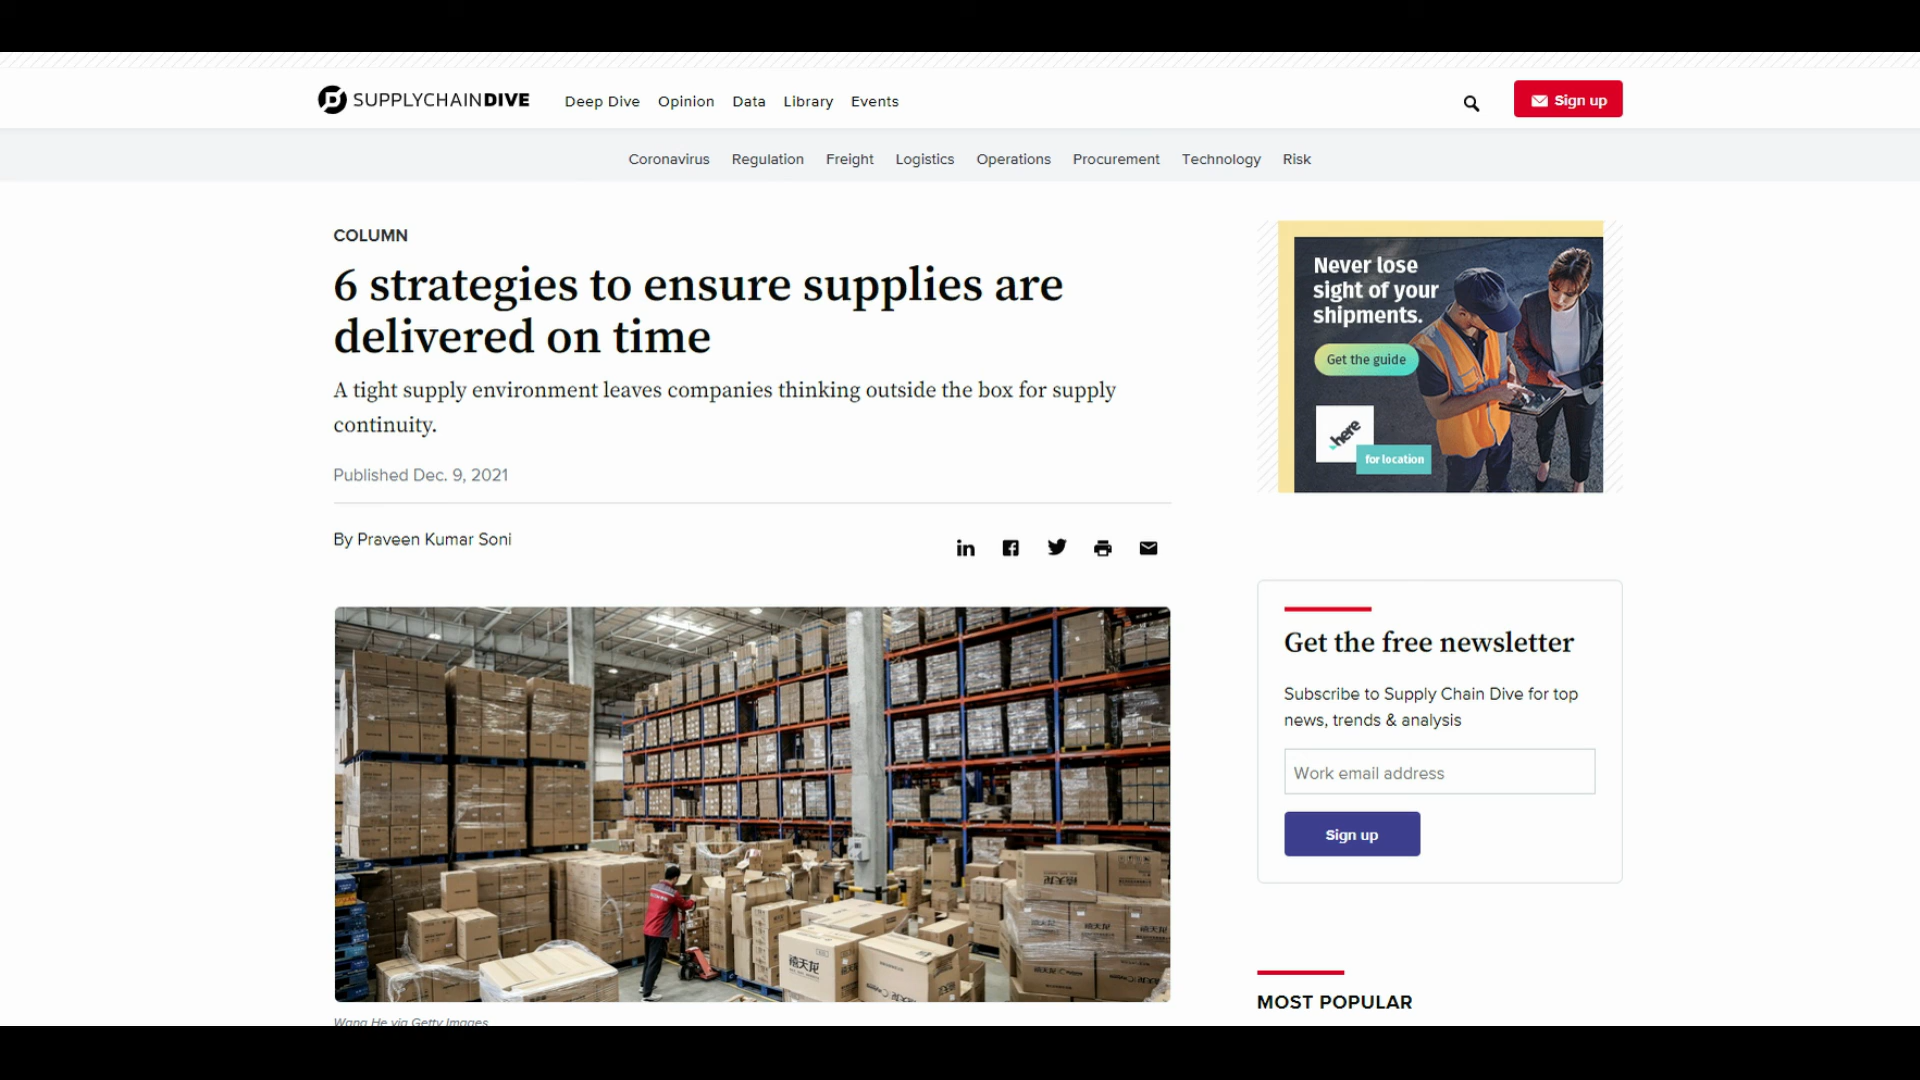 SUPPLYCHAINDIVE
Deep Dive Opinion Data Library Events
Sign up
Coronavirus Regulation Freight Logistics Operations Procurement Technology Risk
COLUMN
6 strategies to ensure supplies are
delivered on time
A tight supply environment leaves companies thinking outside the box for supply
continuity.
Published Dec. 9, 2021
By Praveen Kumar Soni
禧天龙
Wang He via Getty Images
Never lose
sight of your
shipments.
Get the guide
here
for location
Get the free newsletter
Subscribe to Supply Chain Dive for top
news, trends & analysis
Work email address
Sign up
MOST POPULAR